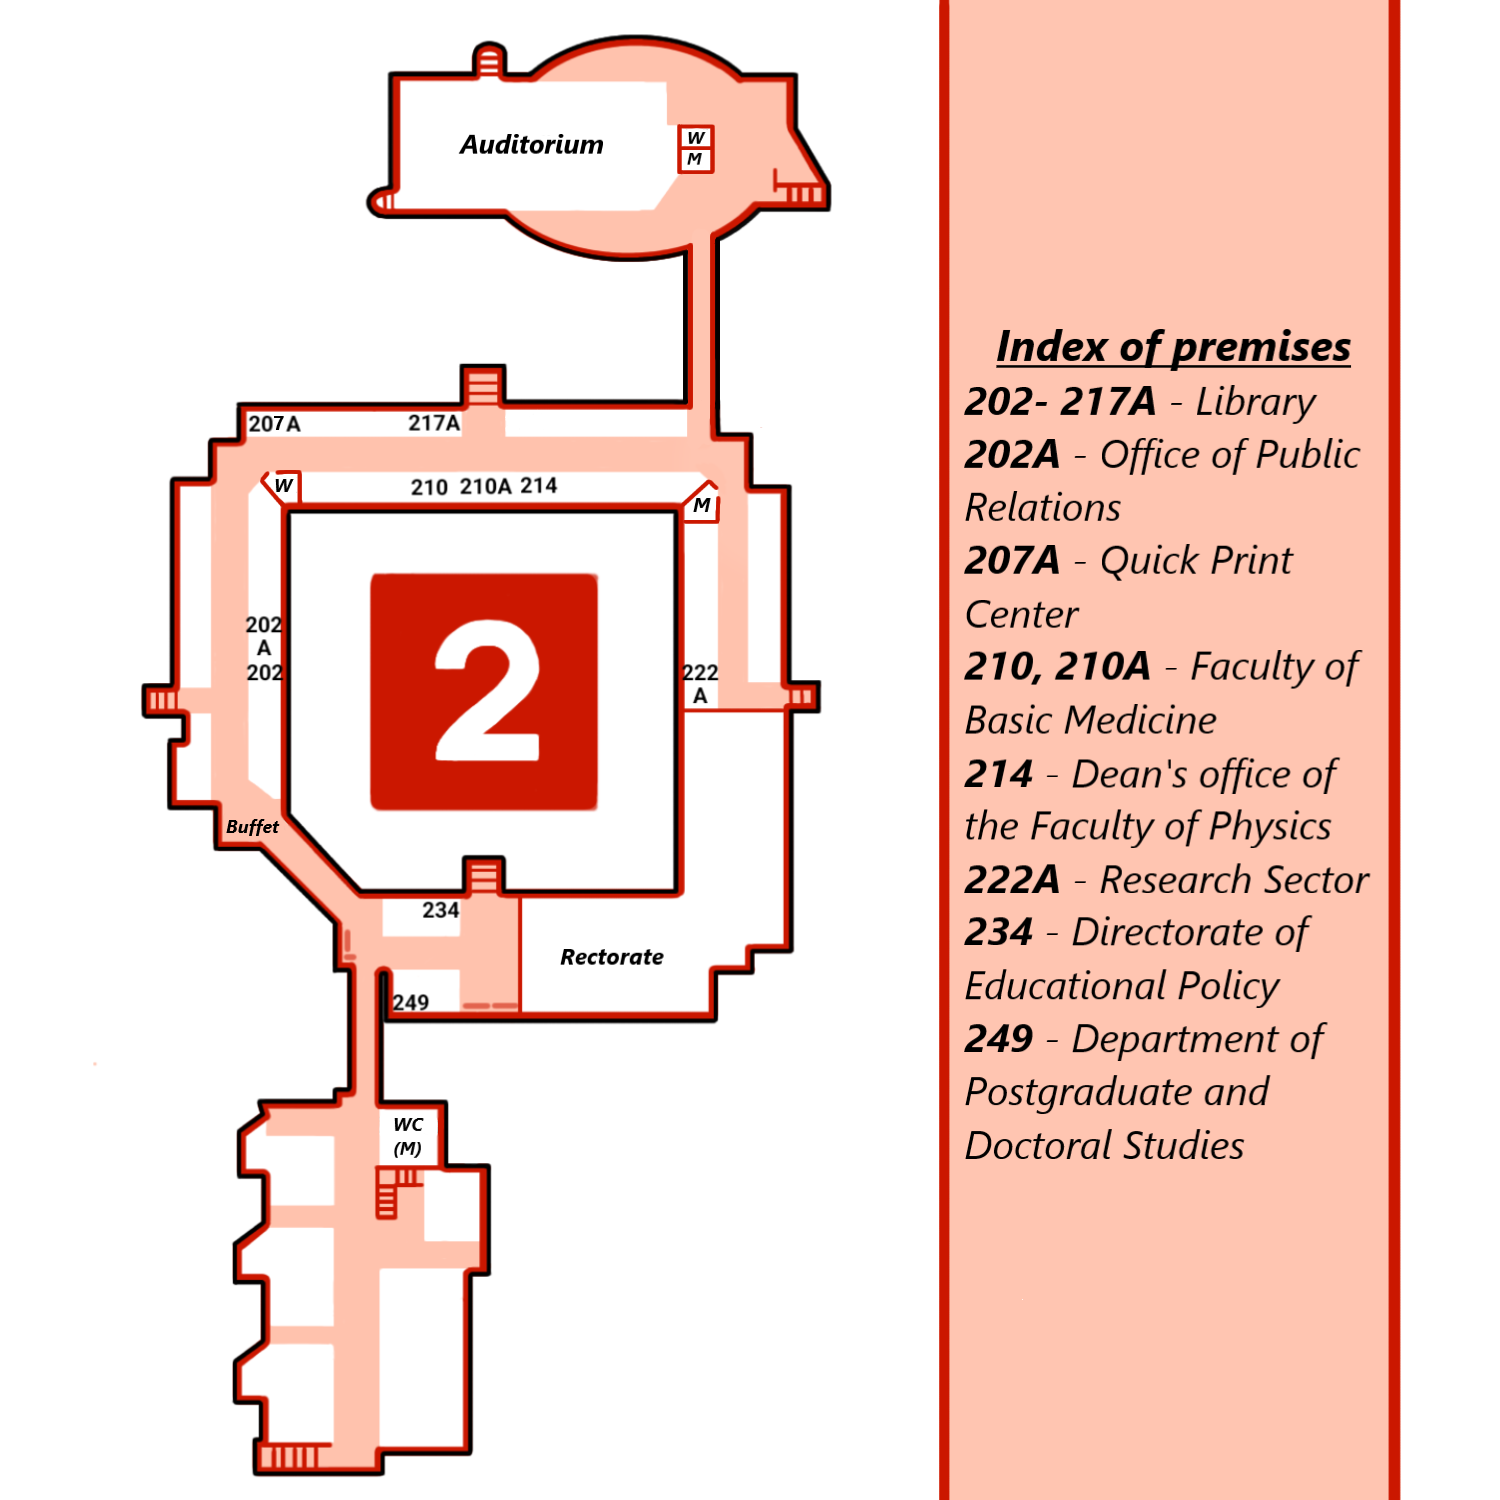 Auditorium
W
M
207A
217A
W
210 210A 214
M
202
A
202
2
222
A
Buffet
234
Rectorate
249
WC
(M)
Index of premises
202- 217A - Library
202A - Office of Public
Relations
207A - Quick Print
Center
210, 210A - Faculty of
Basic Medicine
214 - Dean's office of
the Faculty of Physics
222A - Research Sector
234 - Directorate of
Educational Policy
249 - Department of
Postgraduate and
Doctoral Studies